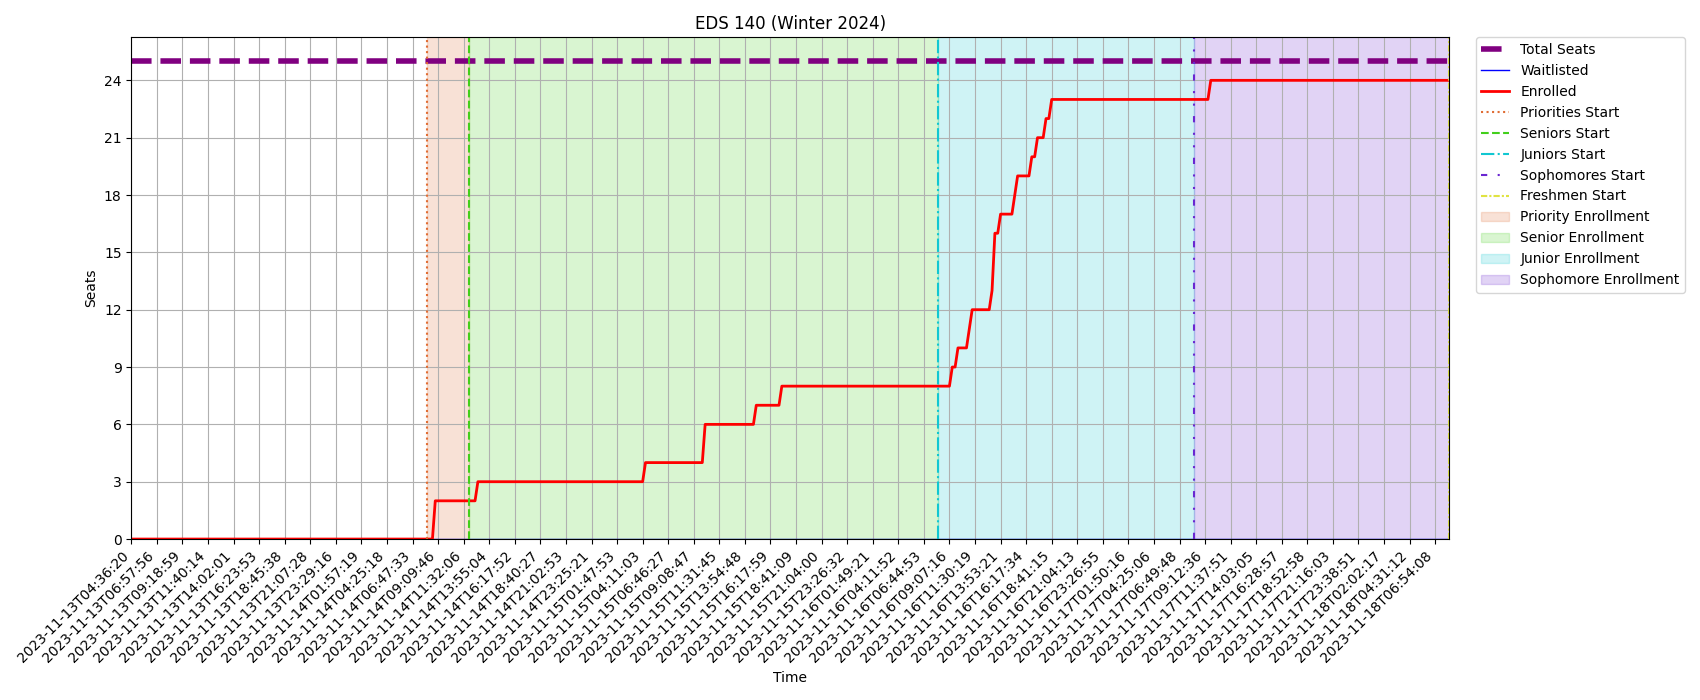 EDS 140 (Winter 2024)
Seats
24
21
18
15
12
9
6
3
0
2023-11-13T04:36:20
2023-11-13T06:57:56
2023-11-13T09:18:59
2023-11-13T11:40:14
2023-11-13T14:02:01
2023-11-13T16:23:53
2023-11-13T18:45:38
2023-11-13T21:07:28
2023-11-13T23:29:16
2023-11-14T01:57:19
2023-11-14T04:25:18
2023-11-14T06:47:33
2023-11-14T09:09:46
2023-11-14T11:32:06
2023-11-14T13:55:04
2023-11-14T16:17:52
2023-11-14T18:40:27
2023-11-14T21:02:53
2023-11-14T23:25:21
2023-11-15T01:47:53
2023-11-15T04:11:03
2023-11-15T06:46:27
2023-11-15T09:08:47
2023-11-15T11:31:45
2023-11-15T13:54:48
2023-11-15T16:17:59
2023-11-15T18:41:09
2023-11-15T21:04:00
2023-11-15T23:26:32
2023-11-16T01:49:21
2023-11-16T04:11:52
2023-11-16T06:44:53
2023-11-16T09:07:16
2023-11-16T11:30:19
2023-11-16T13:53:21
2023-11-16T16:17:34
2023-11-16T18:41:15
2023-11-16T21:04:13
2023-11-16T23:26:55
2023-11-17T01:50:16
2023-11-17T04:25:06
2023-11-17T06:49:48
2023-11-17T09:12:36
2023-11-17T11:37:51
2023-11-17T14:03:05
2023-11-17T16:28:57
2023-11-17T18:52:58
2023-11-17T21:16:03
2023-11-17T23:38:51
2023-11-18T02:02:17
2023-11-18T04:31:12
2023-11-18T06:54:08
Time
Total Seats
Waitlisted
Enrolled
Priorities Start
Seniors Start
Juniors Start
Sophomores Start
Freshmen Start
Priority Enrollment
Senior Enrollment
Junior Enrollment
Sophomore Enrollment